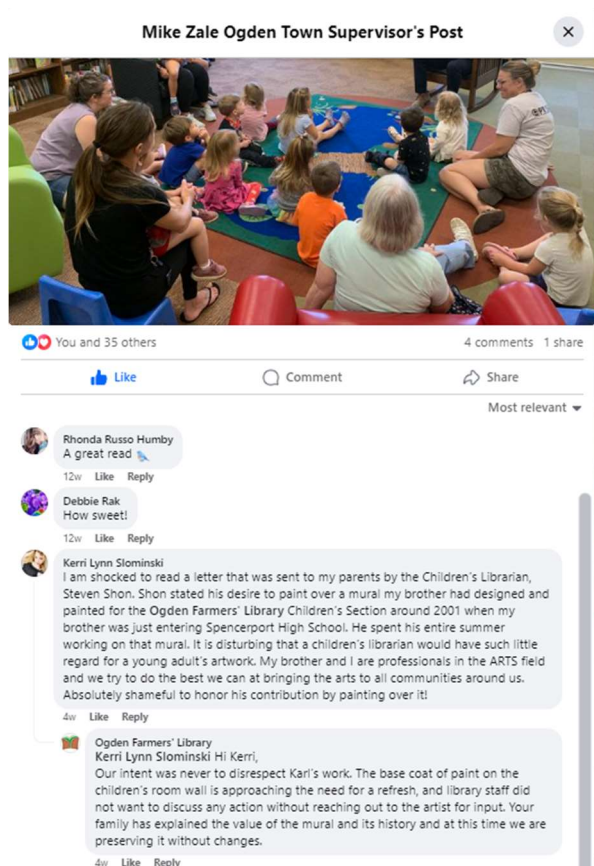 Mike Zale Ogden Town Supervisor's Post
You and 35 others
4 comments 1 share
Like
Comment
Share
Most relevant
Rhonda Russo Humby
A great read
12w Like Reply
Debbie Rak
How sweet!
12w Like Reply
Kerri Lynn Slominski
I am shocked to read a letter that was sent to my parents by the Children's Librarian,
Steven Shon. Shon stated his desire to paint over a mural my brother had designed and
painted for the Ogden Farmers' Library Children's Section around 2001 when my
brother was just entering Spencerport High School. He spent his entire summer
working on that mural. It is disturbing that a children's librarian would have such little
regard for a young adult's artwork. My brother and I are professionals in the ARTS field
and we try to do the best we can at bringing the arts to all communities around us.
Absolutely shameful to honor his contribution by painting over it!
4w Like Reply
Ogden Farmers' Library
Kerri Lynn Slominski Hi Kerri,
Our intent was never to disrespect Karl's work. The base coat of paint on the
children's room wall is approaching the need for a refresh, and library staff did
not want to discuss any action without reaching out to the artist for input. Your
family has explained the value of the mural and its history and at this time we are
preserving it without changes.
4w Like Reply